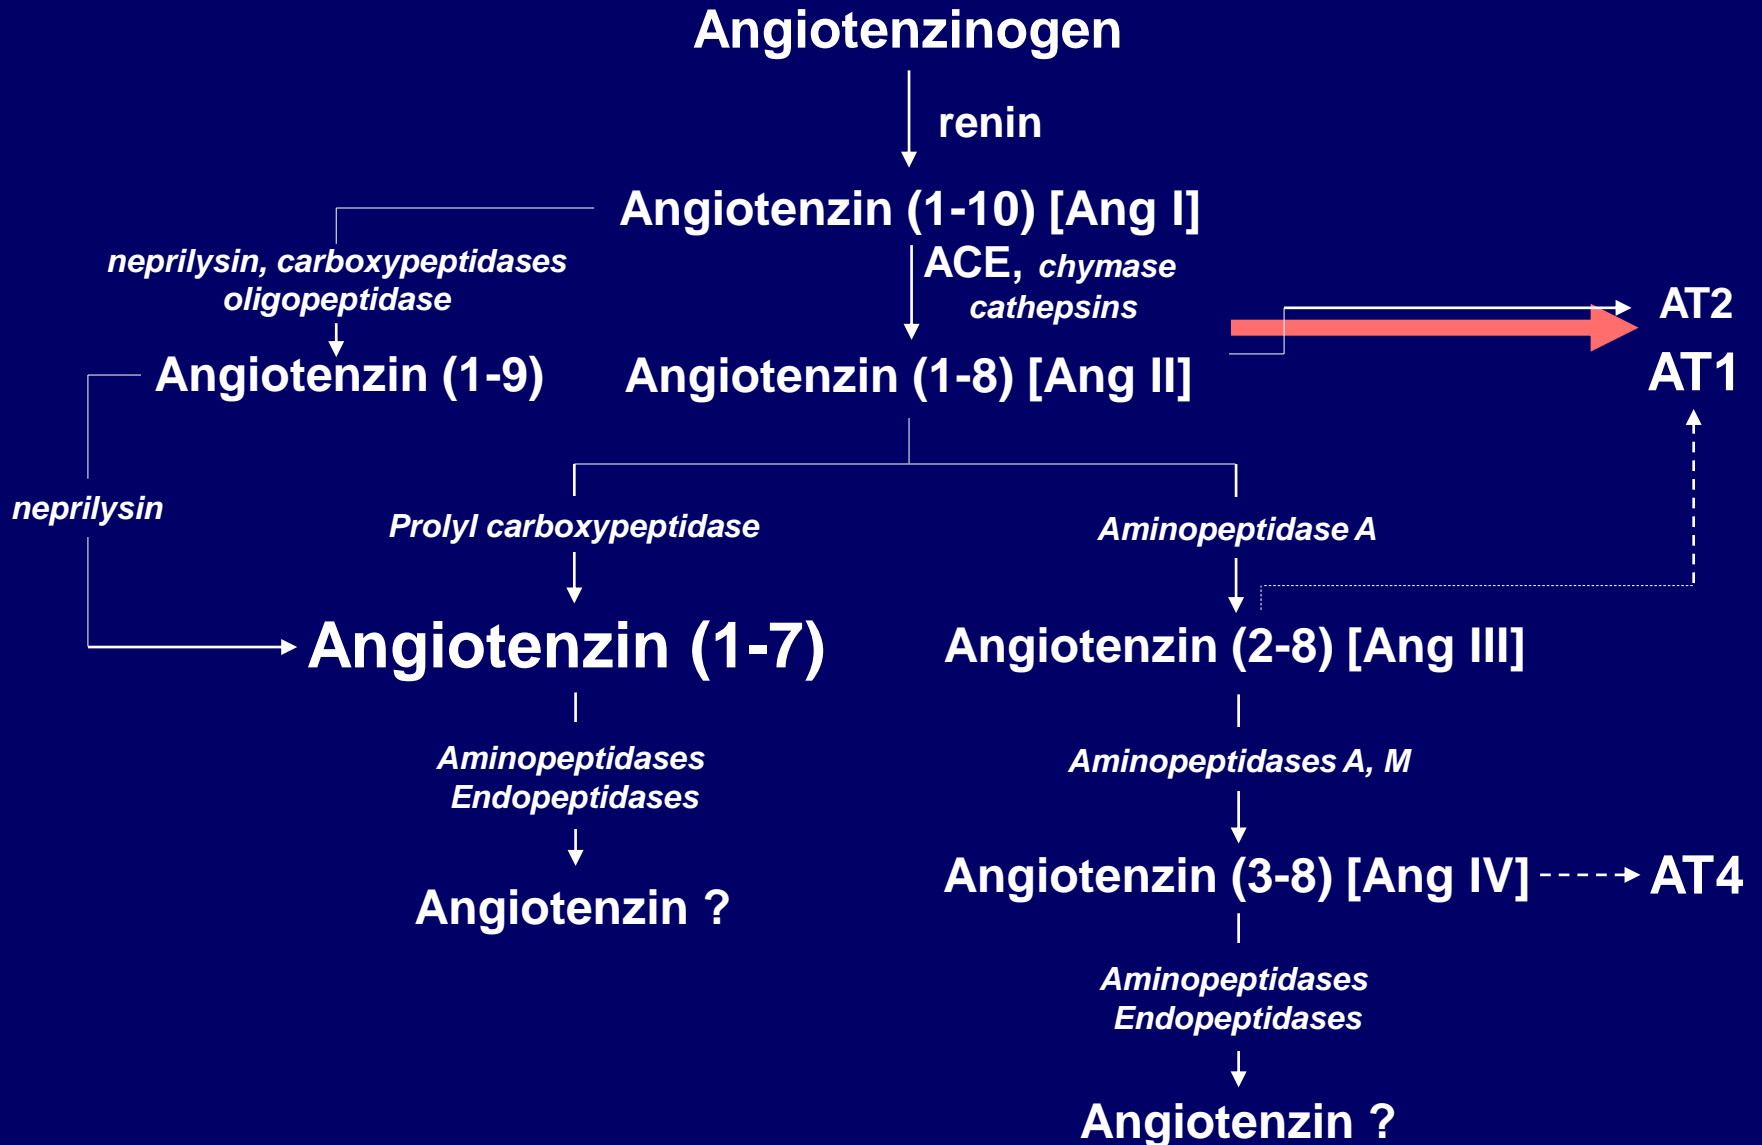 Angiotenzinogen
renin
Angiotenzin (1-10) [Ang I]
neprilysin, carboxypeptidases
oligopeptidase
ACE, chymase
cathepsins
AT2
AT1
Angiotenzin (1-9)
Angiotenzin (1-8) [Ang II]
neprilysin
Prolyl carboxypeptidase
Aminopeptidase A
Angiotenzin (1-7)
Angiotenzin (2-8) [Ang III]
Aminopeptidases
Endopeptidases
Aminopeptidases A, M
Angiotenzin ?
Angiotenzin (3-8) [Ang IV]
AT4
Aminopeptidases
Endopeptidases
Angiotenzin ?